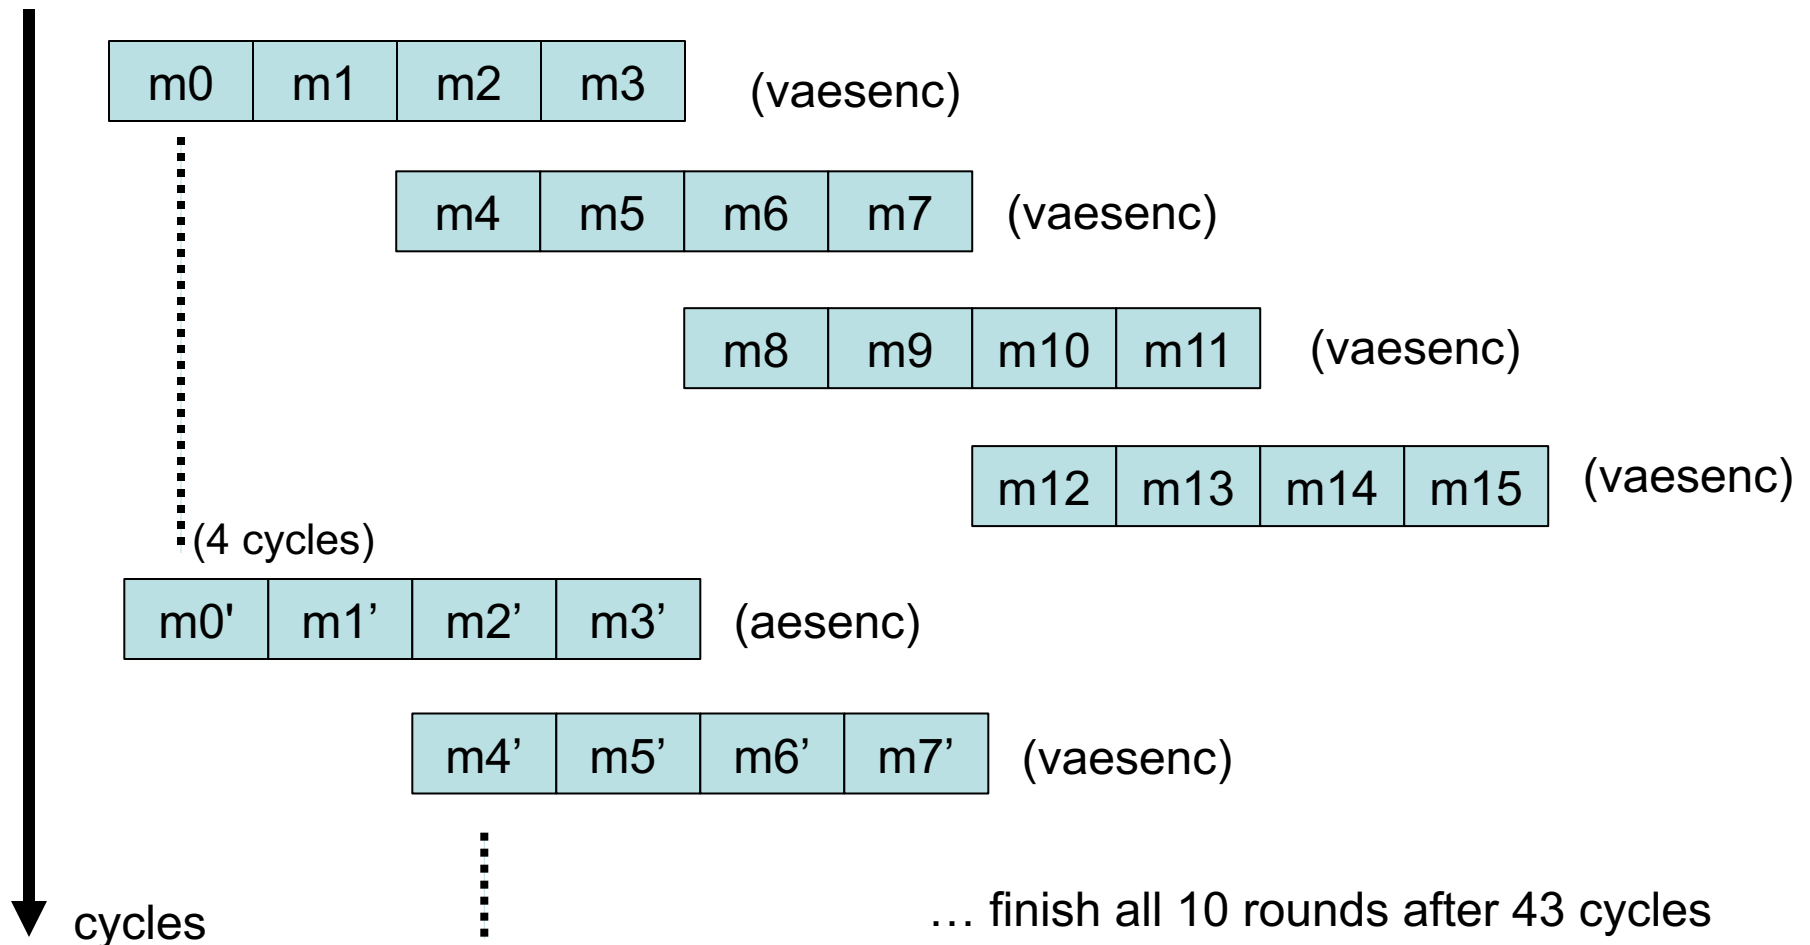 m0 m1 m2 m3 (vaesenc)
m4 m5 m6 m7 (vaesenc)
m8 m9 m10 m11 (vaesenc)
m12 m13 m14 m15 (vaesenc)
(4 cycles)
m0' m1’ m2’ m3’ (aesenc)
m4’ m5’ m6’ m7’ (vaesenc)
cycles
... finish all 10 rounds after 43 cycles